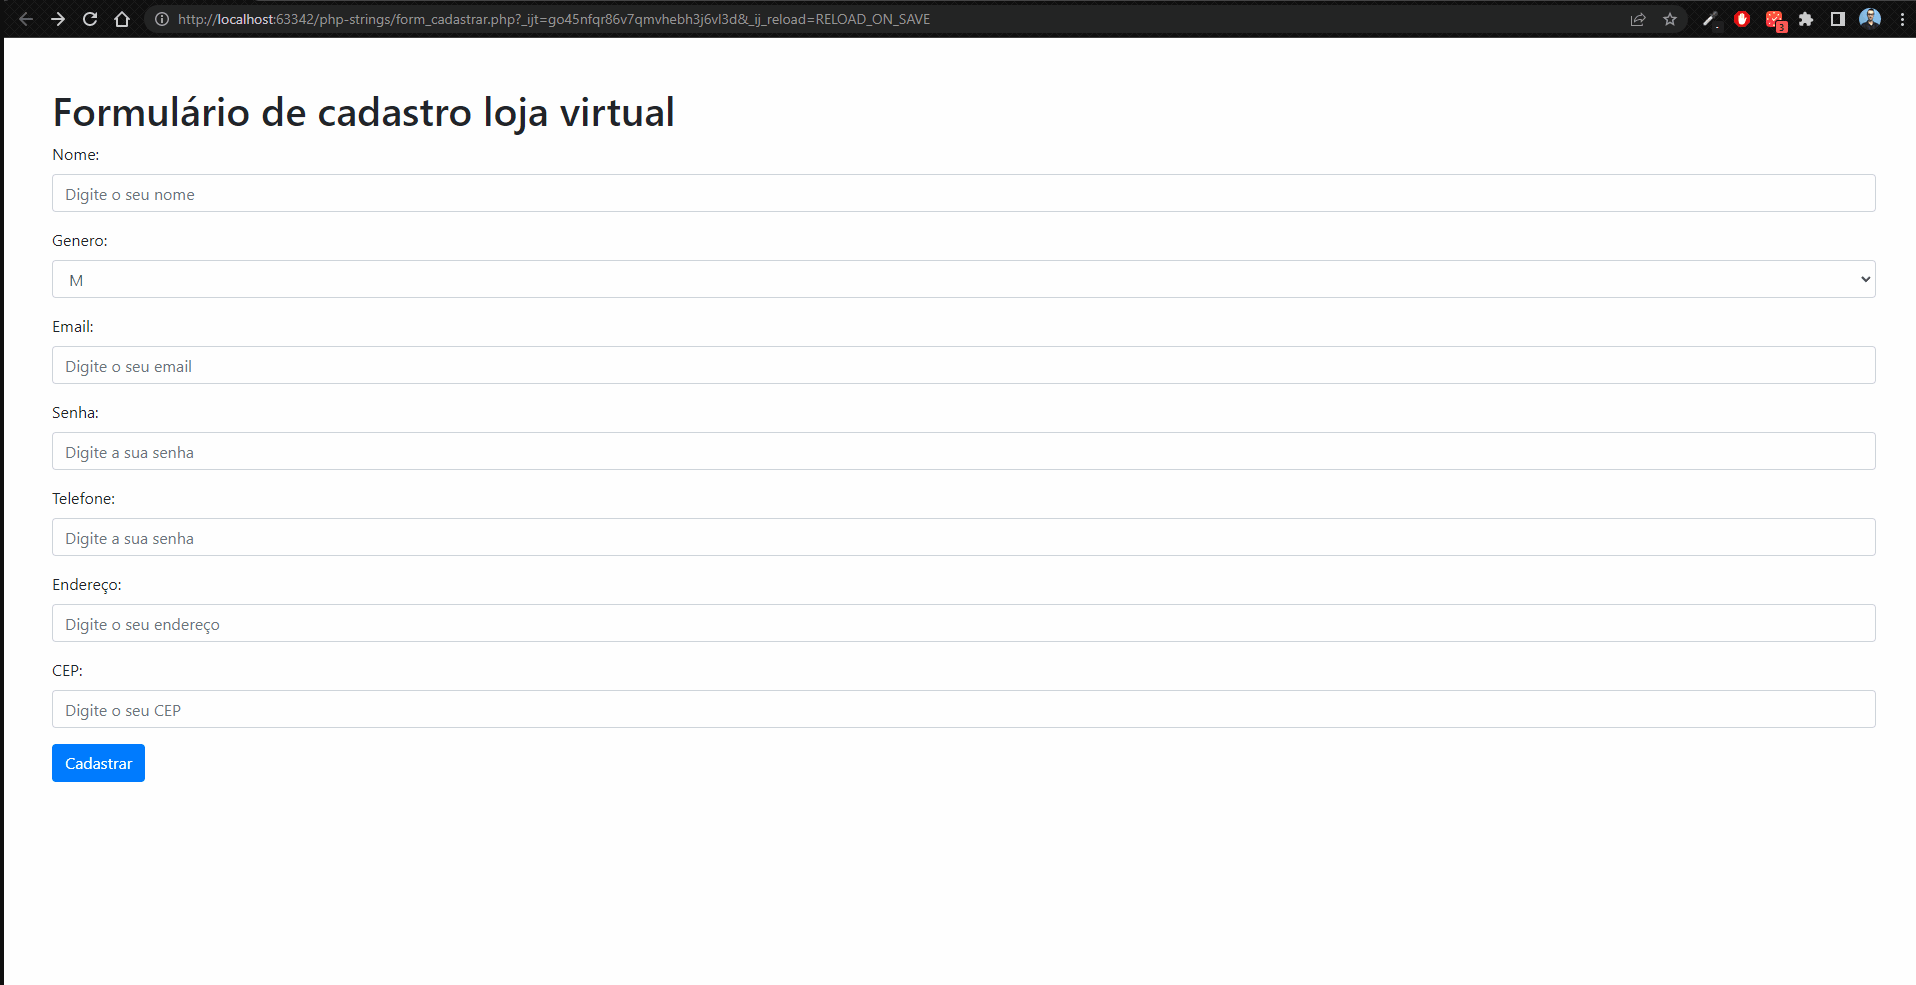 http://localhost:63342/php-strings/form_cadastrar.php?_ijt=go45nfqr86v7qmvhebh3j6vl3d&_ij_reload=RELOAD_ON_SAVE
3
Formulário de cadastro loja virtual
Nome:
Digite o seu nome
Genero:
M
Email:
Digite o seu email
Senha:
Digite a sua senha
Telefone:
Digite a sua senha
Endereço:
Digite o seu endereço
CEP:
Digite o seu CEP
Cadastrar